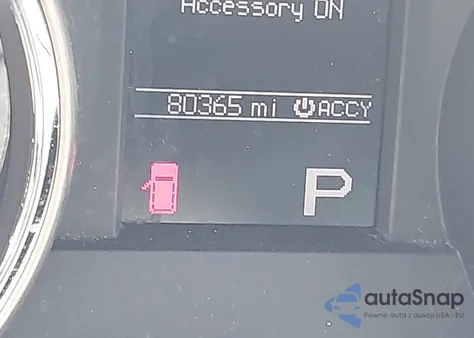 Accessory ON
80365 mi ACCY
P
autaSnap
Pewne auta z aukcji USA i EU